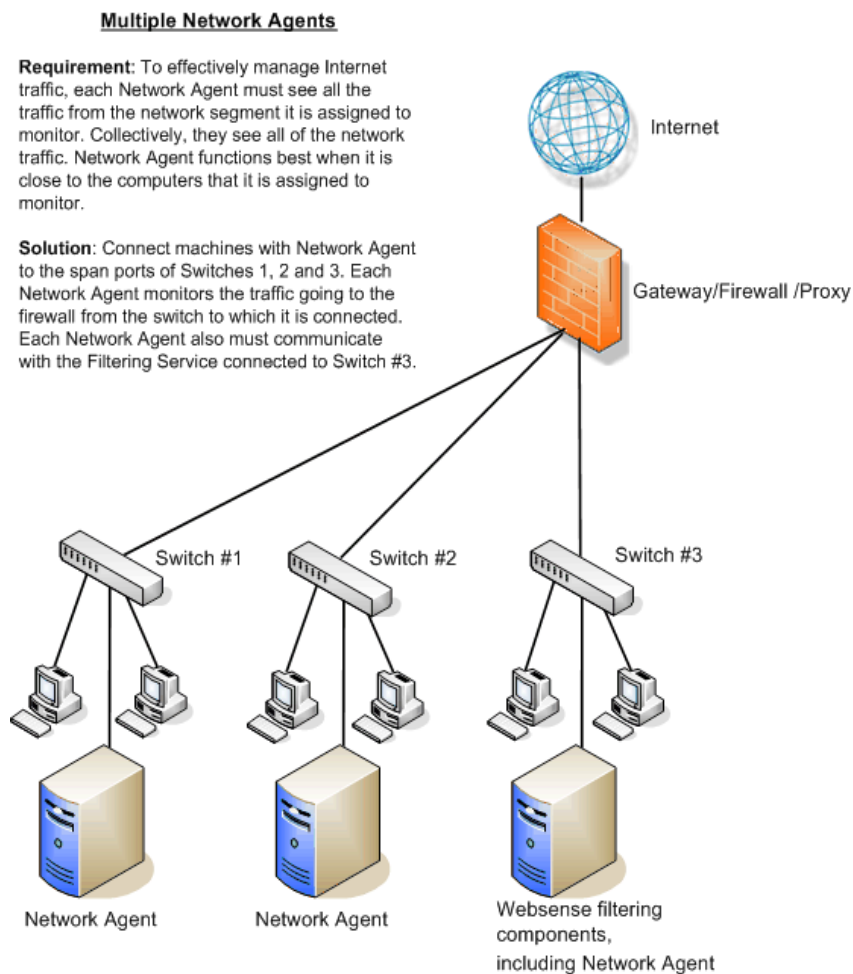 Multiple Network Agents
Requirement: To effectively manage Internet
traffic, each Network Agent must see all the
traffic from the network segment it is assigned to
monitor. Collectively, they see all of the network
traffic. Network Agent functions best when it is
close to the computers that it is assigned to
monitor.
Solution: Connect machines with Network Agent
to the span ports of Switches 1, 2 and 3. Each
Network Agent monitors the traffic going to the
firewall from the switch to which it is connected.
Each Network Agent also must communicate
with the Filtering Service connected to Switch #3.
Internet
Gateway/Firewall /Proxy
Switch #1
Switch #2
Switch #3
Network Agent
Network Agent
Websense filtering
components,
including Network Agent